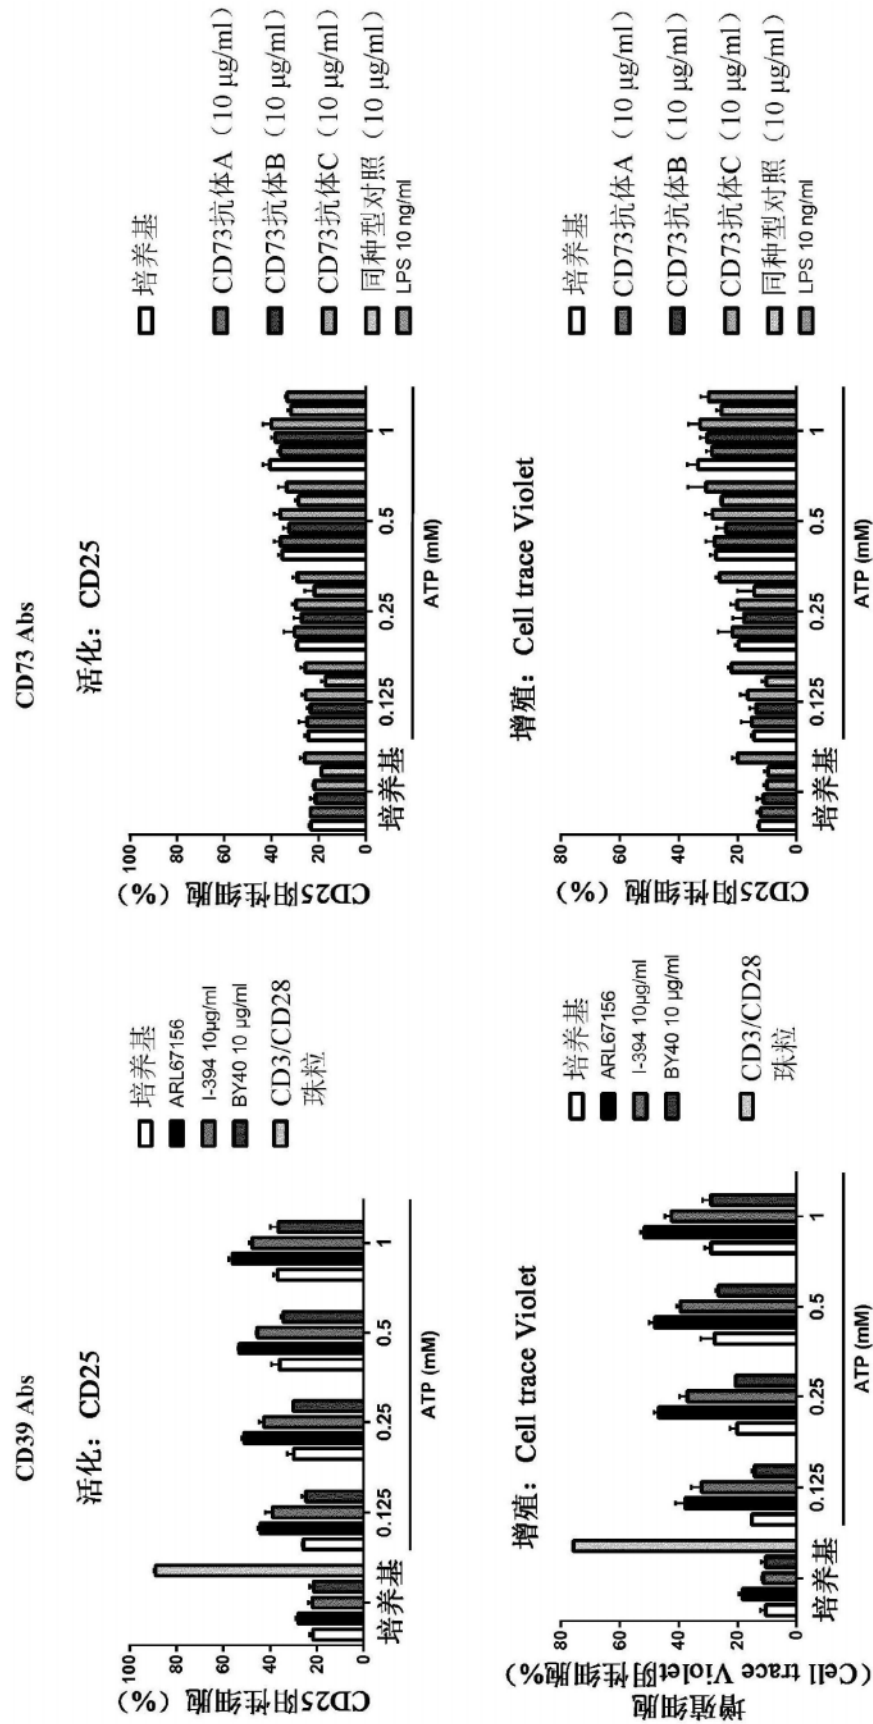 CD39 Abs
活化：CD25
CD25阳性细胞（%）
100
80
60
40
20
0
培养基
0.125
0.25
0.5
1
ATP (mM)
培养基
ARL67156
I-394 10μg/ml
BY40 10 μg/ml
CD3/CD28
珠粒
增殖：Cell trace Violet
增殖细胞
（Cell trace Violet阴性细胞%）
80
60
40
20
0
培养基
0.125
0.25
0.5
1
ATP (mM)
培养基
ARL67156
I-394 10μg/ml
BY40 10 μg/ml
CD3/CD28
珠粒
CD73 Abs
活化：CD25
CD25阳性细胞（%）
100
80
60
40
20
0
培养基
0.125
0.25
0.5
1
ATP (mM)
培养基
CD73抗体A（10 μg/ml）
CD73抗体B（10 μg/ml）
CD73抗体C（10 μg/ml）
同种型对照（10 μg/ml）
LPS 10 ng/ml
增殖：Cell trace Violet
CD25阳性细胞（%）
80
60
40
20
0
培养基
0.125
0.25
0.5
1
ATP (mM)
培养基
CD73抗体A（10 μg/ml）
CD73抗体B（10 μg/ml）
CD73抗体C（10 μg/ml）
同种型对照（10 μg/ml）
LPS 10 ng/ml